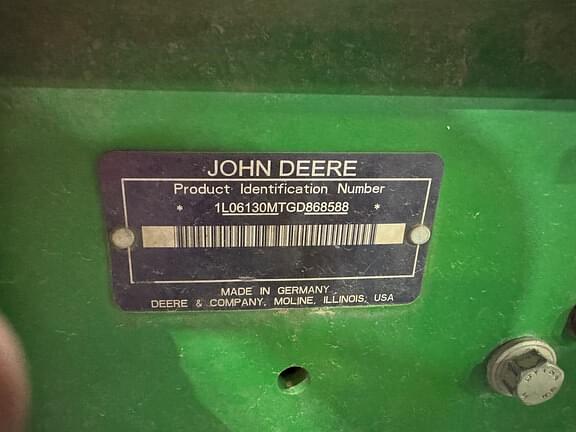 JOHN DEERE
Product Identification Number
* 1L06130MTGD868588 *
MADE IN GERMANY
DEERE & COMPANY, MOLINE, ILLINOIS, USA